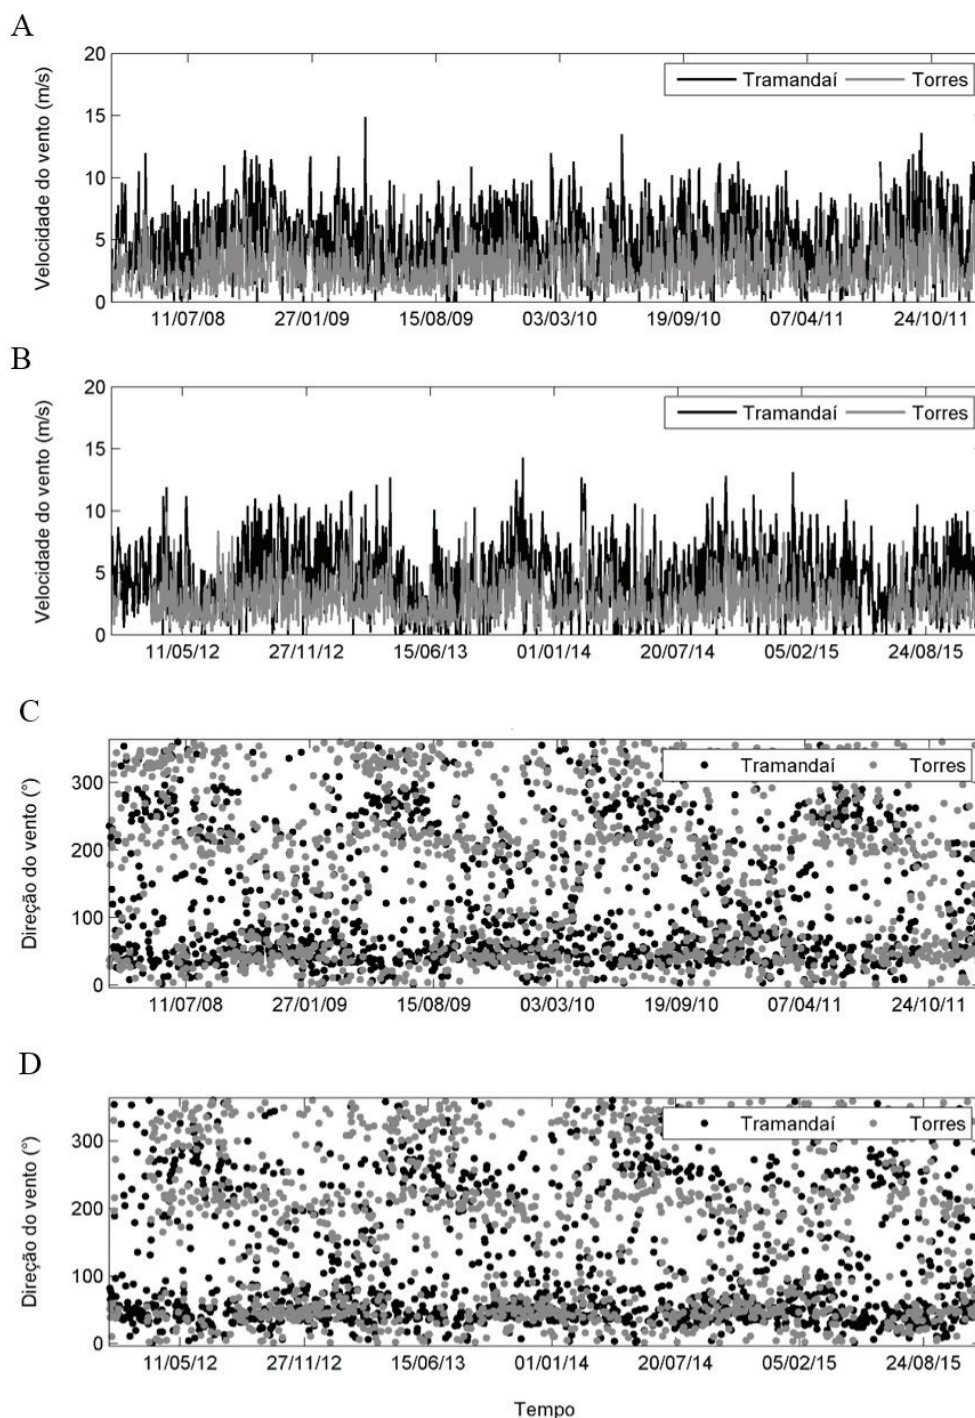 A
Velocidade do vento (m/s)
20
15
10
5
0
Tramandaí Torres
11/07/08 27/01/09 15/08/09 03/03/10 19/09/10 07/04/11 24/10/11
B
Velocidade do vento (m/s)
20
15
10
5
0
Tramandaí Torres
11/05/12 27/11/12 15/06/13 01/01/14 20/07/14 05/02/15 24/08/15
C
Direção do vento (°)
300
200
100
0
Tramandaí Torres
11/07/08 27/01/09 15/08/09 03/03/10 19/09/10 07/04/11 24/10/11
D
Direção do vento (°)
300
200
100
0
Tramandaí Torres
11/05/12 27/11/12 15/06/13 01/01/14 20/07/14 05/02/15 24/08/15
Tempo